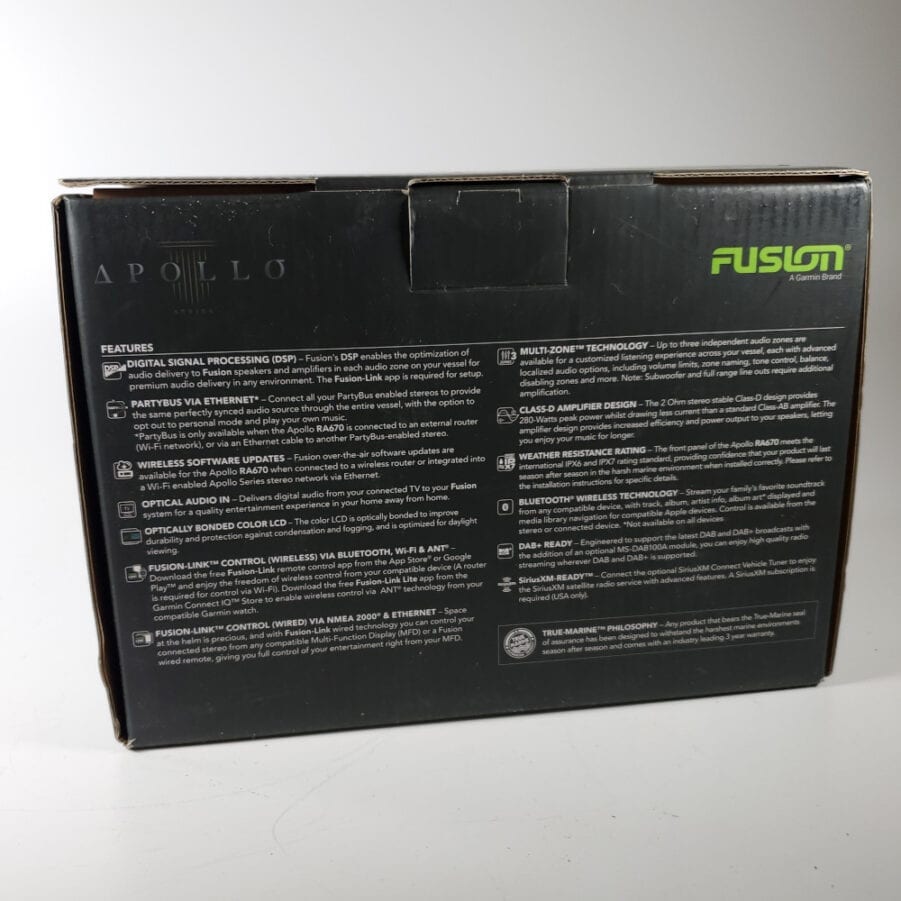 APOLLO
SERIES
FUSION®
A Garmin Brand
FEATURES
DSP
DIGITAL SIGNAL PROCESSING (DSP) – Fusion's DSP enables the optimization of
audio delivery to Fusion speakers and amplifiers in each audio zone on your vessel for
premium audio delivery in any environment. The Fusion-Link app is required for setup.
PARTYBUS VIA ETHERNET* – Connect all your PartyBus enabled stereos to provide
the same perfectly synced audio source through the entire vessel, with the option to
opt out to personal mode and play your own music.
*PartyBus is only available when the Apollo RA670 is connected to an external router
(Wi-Fi network), or via an Ethernet cable to another PartyBus-enabled stereo.
WIRELESS SOFTWARE UPDATES – Fusion over-the-air software updates are
available for the Apollo RA670 when connected to a wireless router or integrated into
a Wi-Fi enabled Apollo Series stereo network via Ethernet.
OPTICAL AUDIO IN – Delivers digital audio from your connected TV to your Fusion
system for a quality entertainment experience in your home away from home.
OPTICALLY BONDED COLOR LCD – The color LCD is optically bonded to improve
durability and protection against condensation and fogging, and is optimized for daylight
viewing.
FUSION-LINK™ CONTROL (WIRELESS) VIA BLUETOOTH, Wi-Fi & ANT® –
Download the free Fusion-Link remote control app from the App Store® or Google
Play™ and enjoy the freedom of wireless control from your compatible device (A router
is required for control via Wi-Fi). Download the free Fusion-Link Lite app from the
Garmin Connect IQ™ Store to enable wireless control via ANT® technology from your
compatible Garmin watch.
FUSION-LINK™ CONTROL (WIRED) VIA NMEA 2000® & ETHERNET – Space
at the helm is precious, and with Fusion-Link wired technology you can control your
connected stereo from any compatible Multi-Function Display (MFD) or a Fusion
wired remote, giving you full control of your entertainment right from your MFD.
3
MULTI-ZONE™ TECHNOLOGY – Up to three independent audio zones are
available for a customized listening experience across your vessel, each with advanced
localized audio options, including volume limits, zone naming, tone control, balance,
disabling zones and more. Note: Subwoofer and full range line outs require additional
amplification.
CLASS-D AMPLIFIER DESIGN – The 2 Ohm stereo stable Class-D design provides
280-Watts peak power whilst drawing less current than a standard Class-AB amplifier. The
amplifier design provides increased efficiency and power output to your speakers, letting
you enjoy your music for longer.
WEATHER RESISTANCE RATING – The front panel of the Apollo RA670 meets the
international IPX6 and IPX7 rating standard, providing confidence that your product will last
season after season in the harsh marine environment when installed correctly. Please refer to
the installation instructions for specific details.
BLUETOOTH® WIRELESS TECHNOLOGY – Stream your family's favorite soundtrack
from any compatible device, with track, album, artist info, album art* displayed and
media library navigation for compatible Apple devices. Control is available from the
stereo or connected device. *Not available on all devices
DAB+ READY – Engineered to support the latest DAB and DAB+ broadcasts with
the addition of an optional MS-DAB100A module, you can enjoy high quality radio
streaming wherever DAB and DAB+ is supported.
SiriusXM-READY™ – Connect the optional SiriusXM Connect Vehicle Tuner to enjoy
the SiriusXM satellite radio service with advanced features. A SiriusXM subscription is
required (USA only).
TRUE-MARINE™ PHILOSOPHY – Any product that bears the True-Marine seal
of assurance has been designed to withstand the harshest marine environments
season after season and comes with an industry leading 3 year warranty.